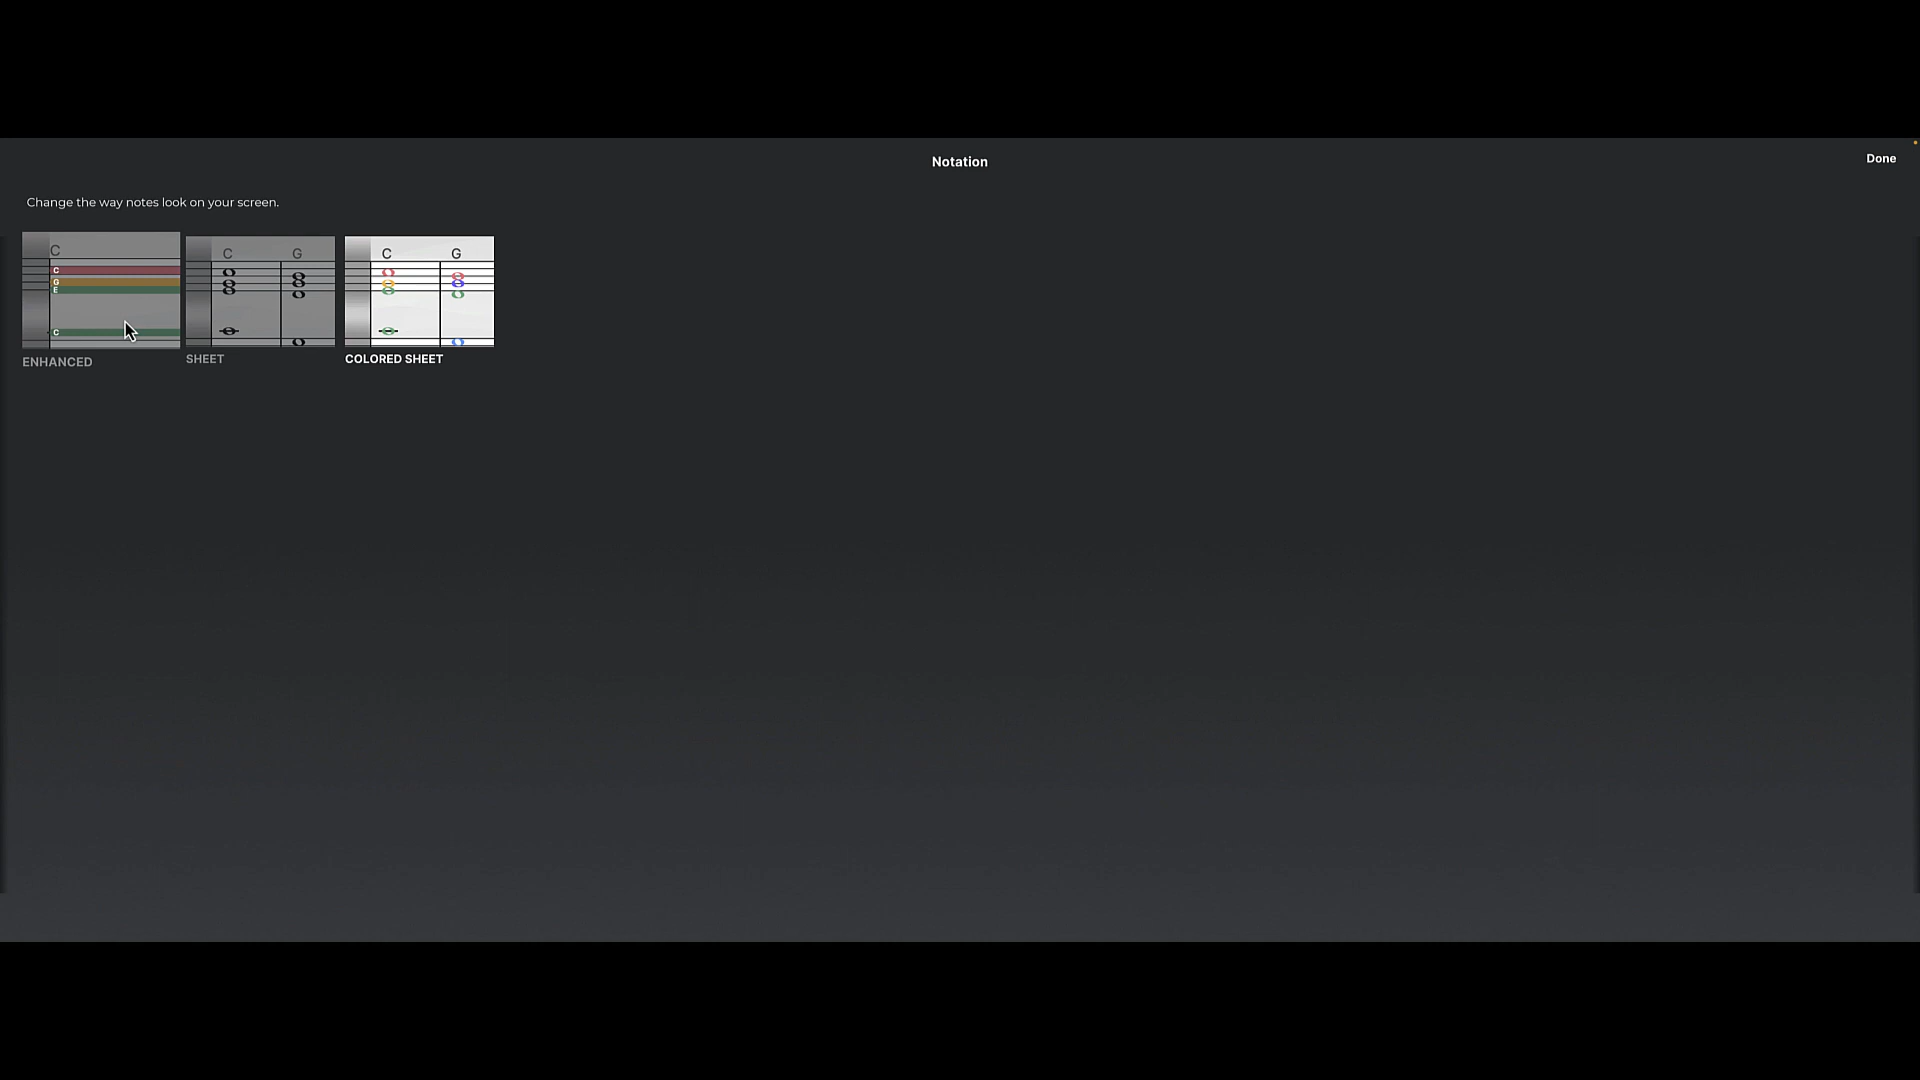 Notation
Done
Change the way notes look on your screen.
C
C
G
E
C
ENHANCED
C G
SHEET
C G
COLORED SHEET